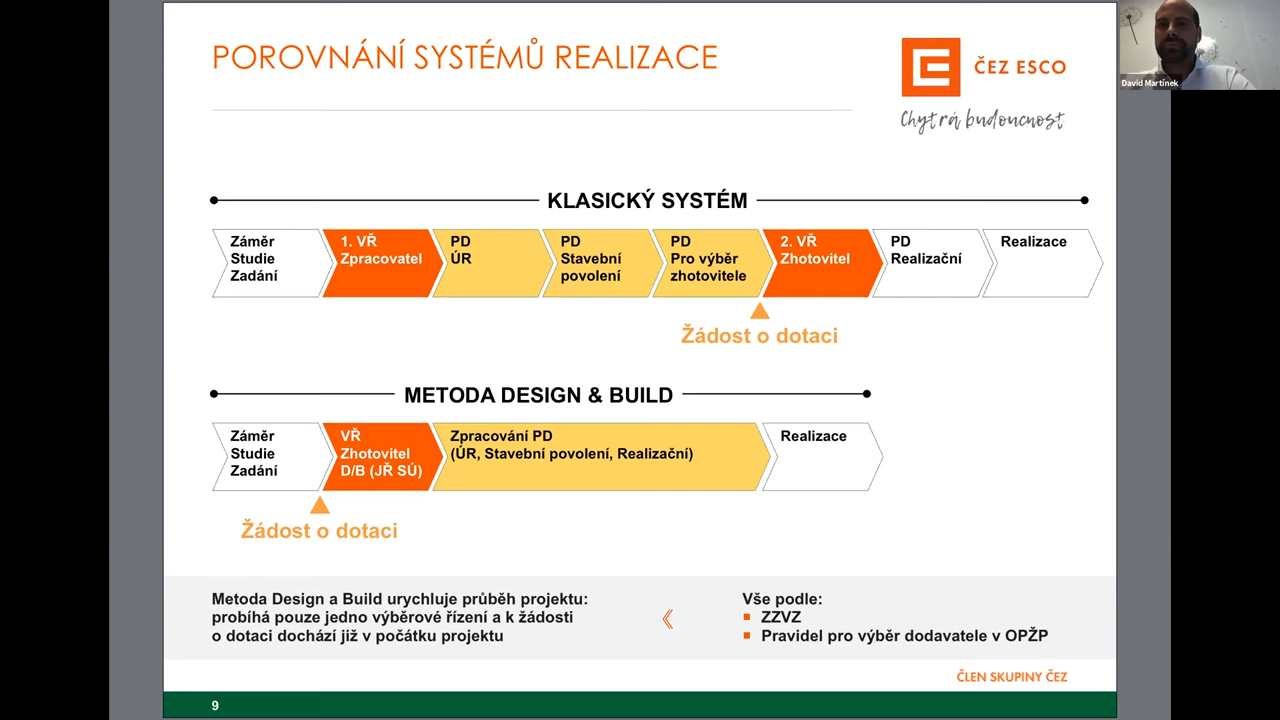 POROVNÁNÍ SYSTÉMŮ REALIZACE
ČEZ ESCO
Chytrá budoucnost
David Martínek
KLASICKÝ SYSTÉM
Záměr
Studie
Zadání
1. VŘ
Zpracovatel
PD
ÚR
PD
Stavební
povolení
PD
Pro výběr
zhotovitele
2. VŘ
Zhotovitel
PD
Realizační
Realizace
Žádost o dotaci
METODA DESIGN & BUILD
Záměr
Studie
Zadání
VŘ
Zhotovitel
D/B (JŘ SÚ)
Zpracování PD
(ÚR, Stavební povolení, Realizační)
Realizace
Žádost o dotaci
Metoda Design a Build urychluje průběh projektu:
probíhá pouze jedno výběrové řízení a k žádosti
o dotaci dochází již v počátku projektu
Vše podle:
ZZVZ
Pravidel pro výběr dodavatele v OPŽP
ČLEN SKUPINY ČEZ
9